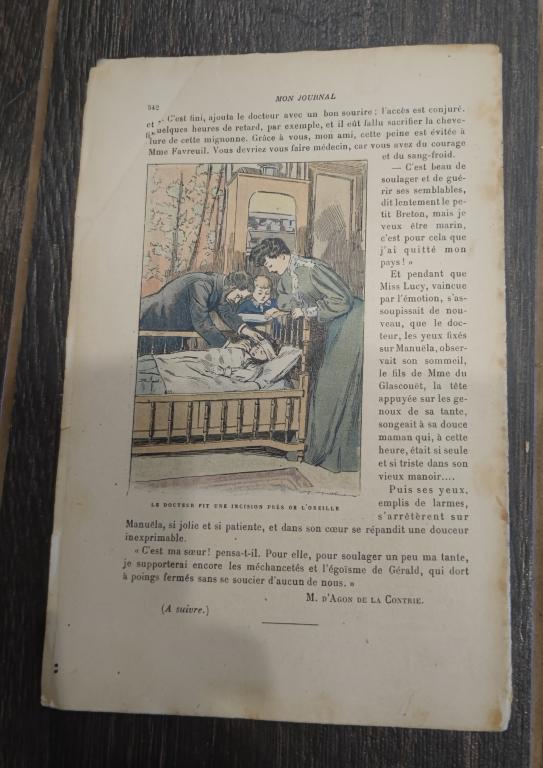 542
MON JOURNAL
et « C'est fini, ajouta le docteur avec un bon sourire ; l'accès est conjuré.
quelques heures de retard, par exemple, et il eût fallu sacrifier la cheve-
lure de cette mignonne. Grâce à vous, mon ami, cette peine est évitée à
Mme Favreuil. Vous devriez vous faire médecin, car vous avez du courage
et du sang-froid.
— C'est beau de
soulager et de gué-
rir ses semblables,
dit lentement le pe-
tit Breton, mais je
veux être marin,
c'est pour cela que
j'ai quitté mon
pays ! »
Et pendant que
Miss Lucy, vaincue
par l'émotion, s'as-
soupissait de nou-
veau, que le doc-
teur, les yeux fixés
sur Manuëla, obser-
vait son sommeil,
le fils de Mme du
Glascouët, la tête
appuyée sur les ge-
noux de sa tante,
songeait à sa douce
maman qui, à cette
heure, était si seule
et si triste dans son
vieux manoir....
Puis ses yeux,
emplis de larmes,
s'arrêtèrent sur
LE DOCTEUR FIT UNE INCISION PRÈS DE L'OREILLE
Manuëla, si jolie et si patiente, et dans son cœur se répandit une douceur
inexprimable.
« C'est ma sœur ! pensa-t-il. Pour elle, pour soulager un peu ma tante,
je supporterai encore les méchancetés et l'égoïsme de Gérald, qui dort
à poings fermés sans se soucier d'aucun de nous. »
M. D'AGON DE LA CONTRIE.
(A suivre.)